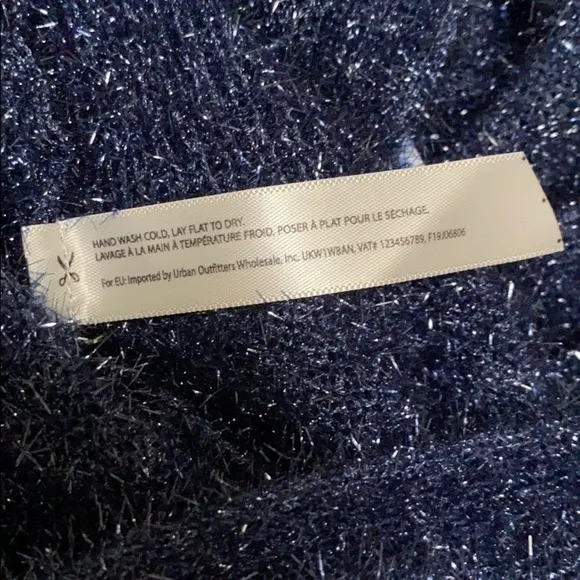 HAND WASH COLD, LAY FLAT TO DRY.
LAVAGE À LA MAIN À TEMPÉRATURE FROID, POSER À PLAT POUR LE SÉCHAGE.
For EU: Imported by Urban Outfitters Wholesale, Inc. UKW1W8AN, VAT# 123456789, F19J06806